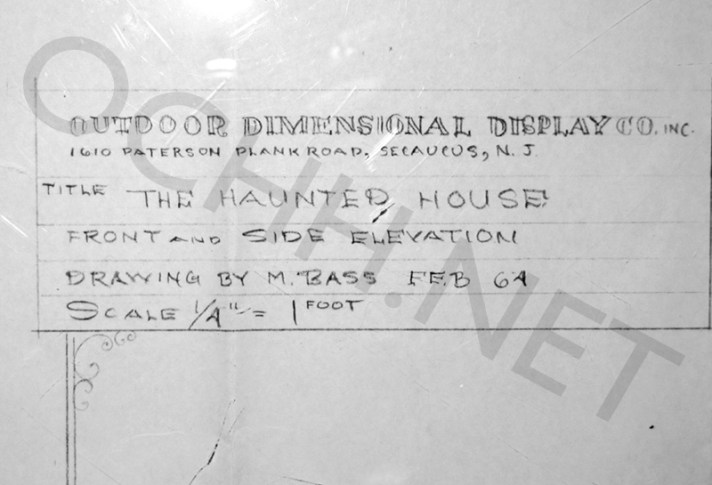 OUTDOOR DIMENSIONAL DISPLAY CO. INC.
1610 PATERSON PLANK ROAD, SECAUCUS, N. J.
TITLE THE HAUNTED HOUSE
FRONT AND SIDE ELEVATION
DRAWING BY M. BASS FEB 64
SCALE 1/4" = 1 FOOT
OCHH.NET